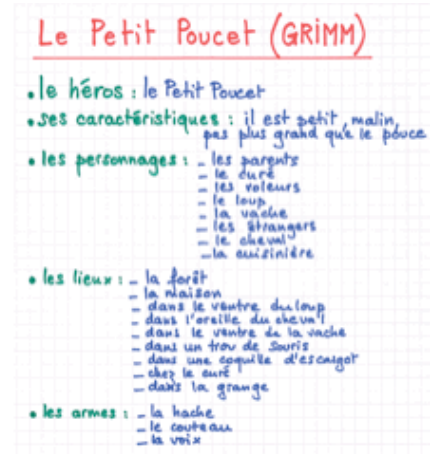 Le Petit Poucet (GRIMM)
• le héros : le Petit Poucet
• ses caractéristiques : il est petit, malin,
pas plus grand que le pouce
• les personnages : - les parents
- le curé
- les voleurs
- le loup
- la vache
- les étrangers
- le cheval
- la cuisinière
• les lieux : - la forêt
- la maison
- dans le ventre du loup
- dans l'oreille du cheval
- dans le ventre de la vache
- dans un trou de souris
- dans une coquille d'escargot
- chez le curé
- dans la grange
• les armes : - la hache
- le couteau
- la voix